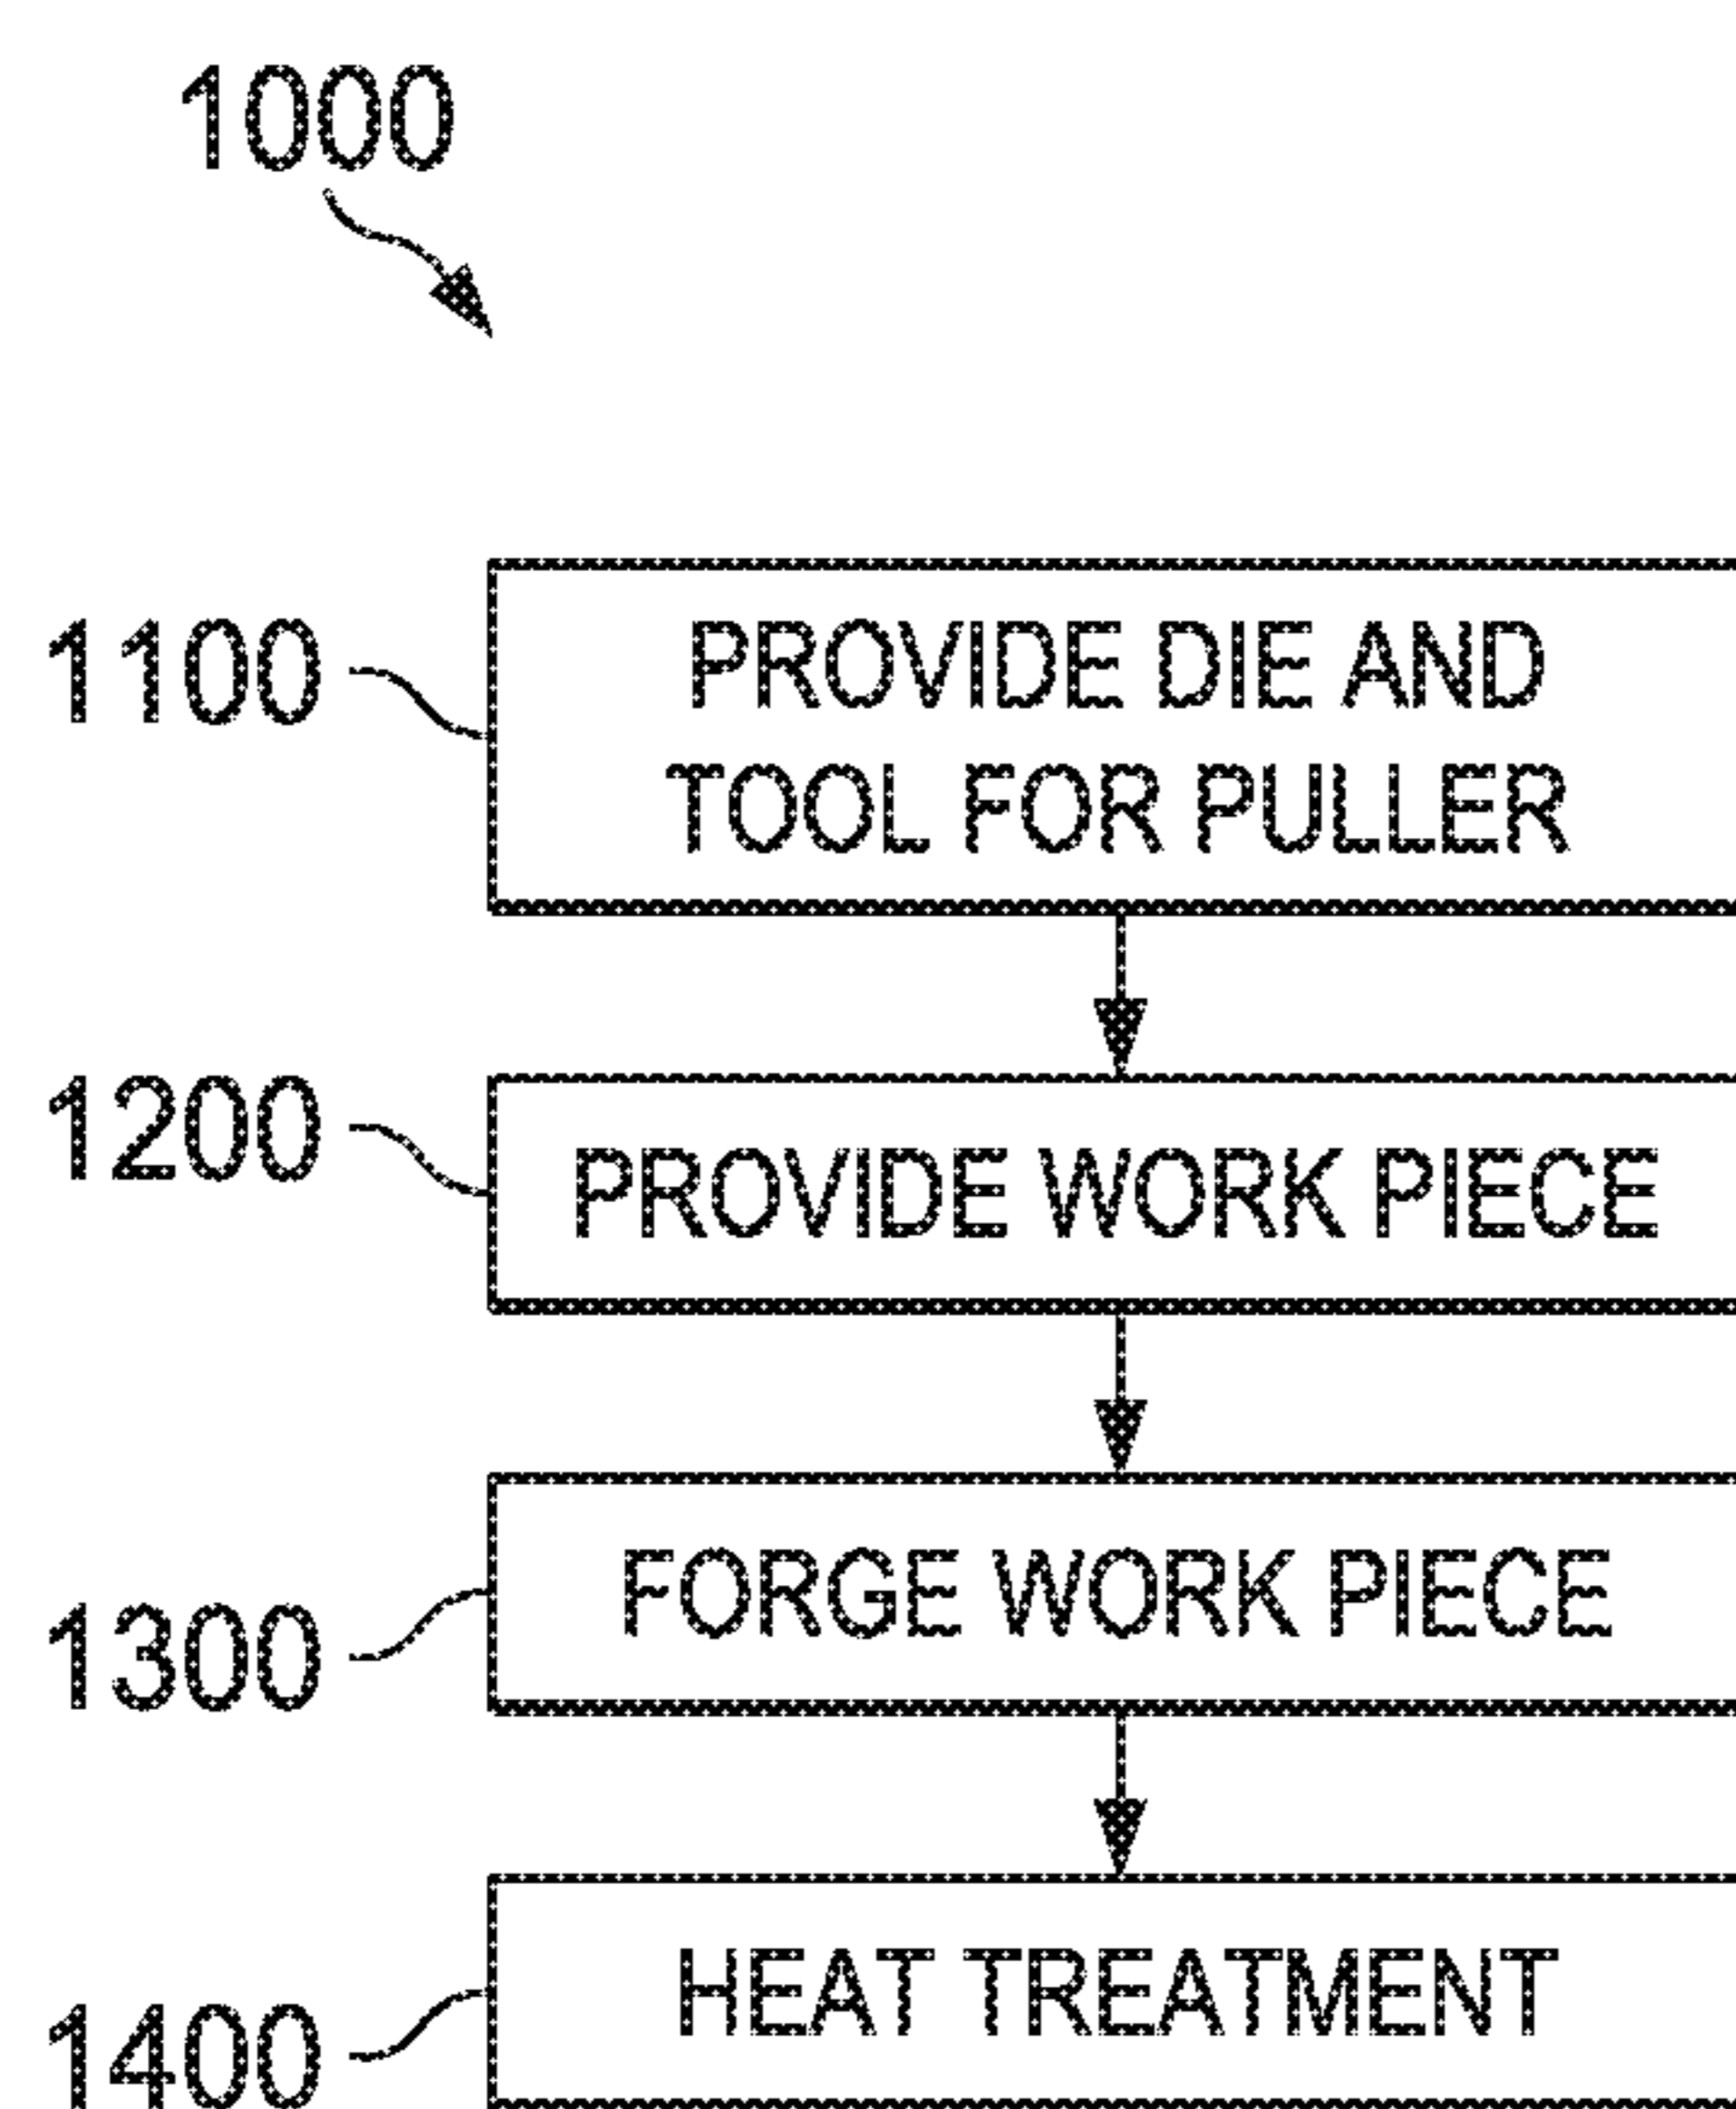 1000
1100
PROVIDE DIE AND
TOOL FOR PULLER
1200
PROVIDE WORK PIECE
1300
FORGE WORK PIECE
1400
HEAT TREATMENT